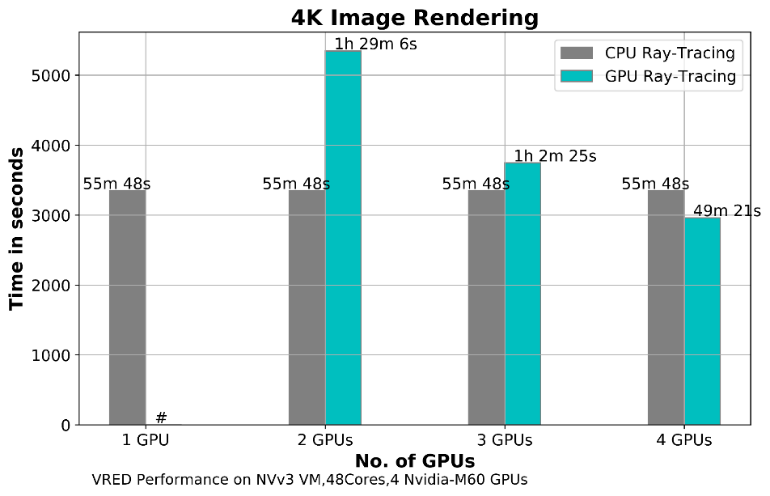 4K Image Rendering
1h 29m 6s
CPU Ray-Tracing
GPU Ray-Tracing
5000
4000
3000
2000
1000
0
Time in seconds
55m 48s
#
55m 48s
55m 48s
1h 2m 25s
55m 48s
49m 21s
1 GPU
2 GPUs
3 GPUs
4 GPUs
No. of GPUs
VRED Performance on NVv3 VM,48Cores,4 Nvidia-M60 GPUs